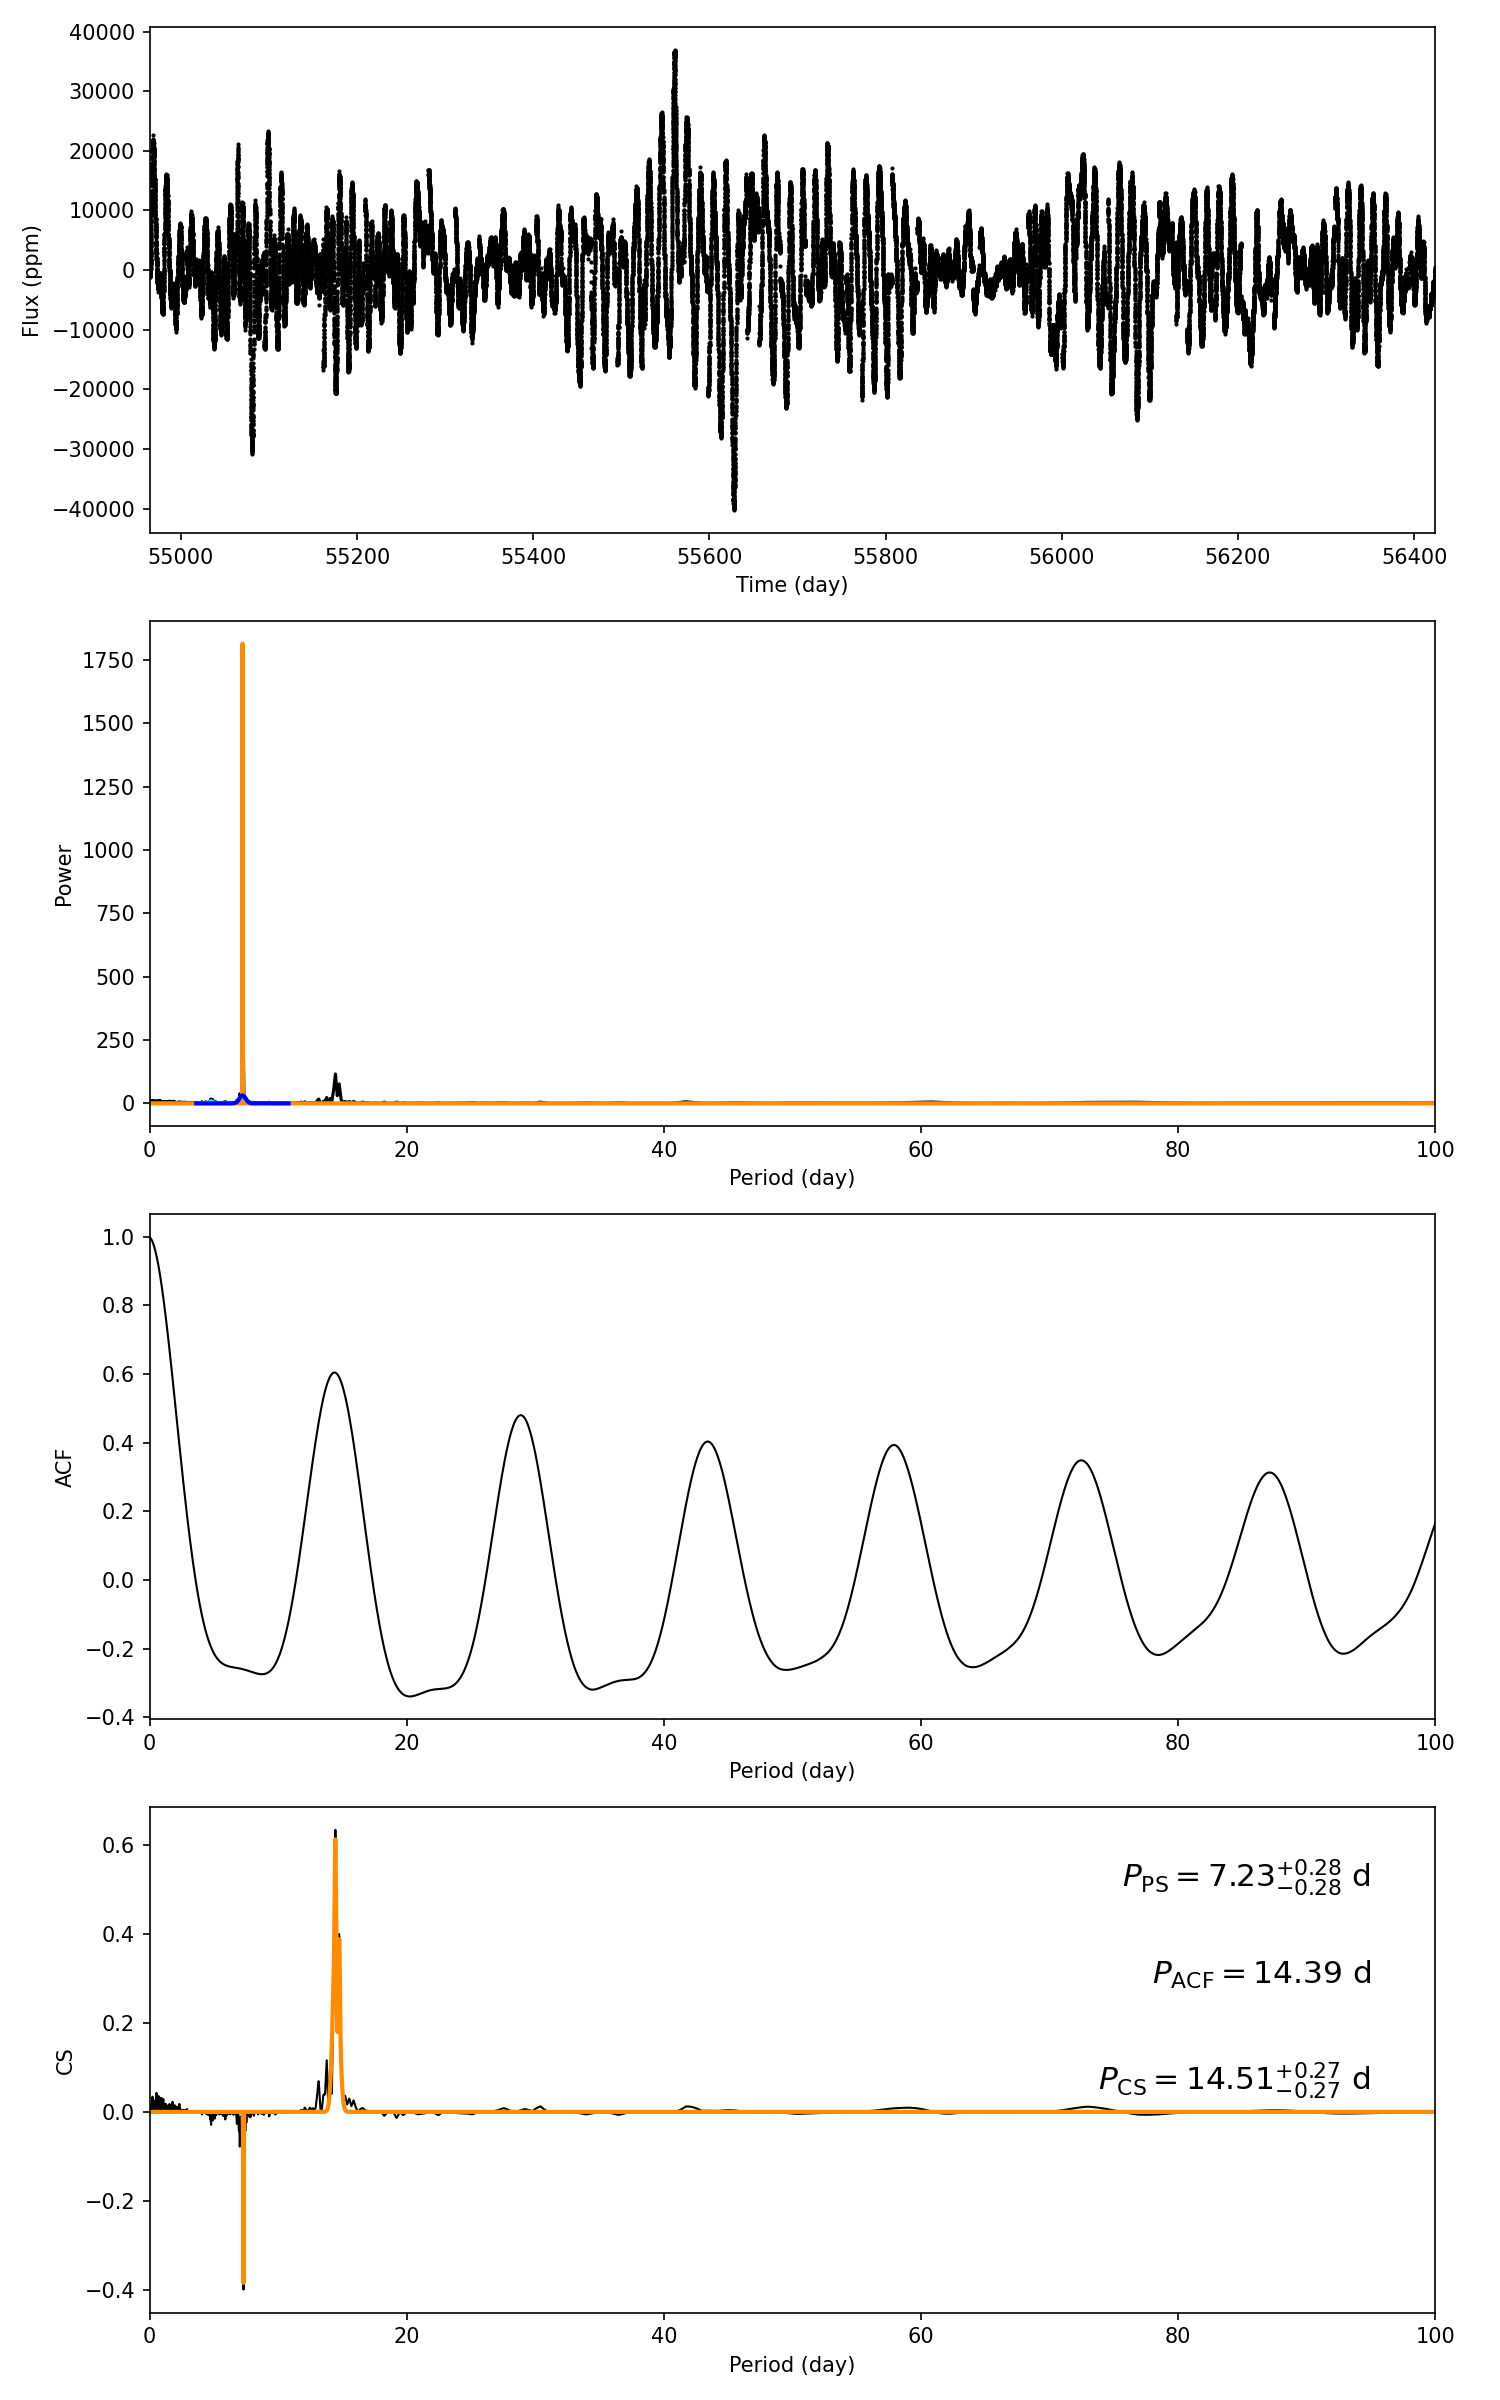 40000
30000
20000
10000
0
−10000
−20000
−30000
−40000
Flux (ppm)
55000 55200 55400 55600 55800 56000 56200 56400
Time (day)
1750
1500
1250
1000
750
500
250
0
Power
0 20 40 60 80 100
Period (day)
1.0
0.8
0.6
0.4
0.2
0.0
−0.2
−0.4
ACF
0 20 40 60 80 100
Period (day)
0.6
0.4
0.2
0.0
−0.2
−0.4
CS
P_PS = 7.23 +0.28 −0.28 d
P_ACF = 14.39 d
P_CS = 14.51 +0.27 −0.27 d
0 20 40 60 80 100
Period (day)